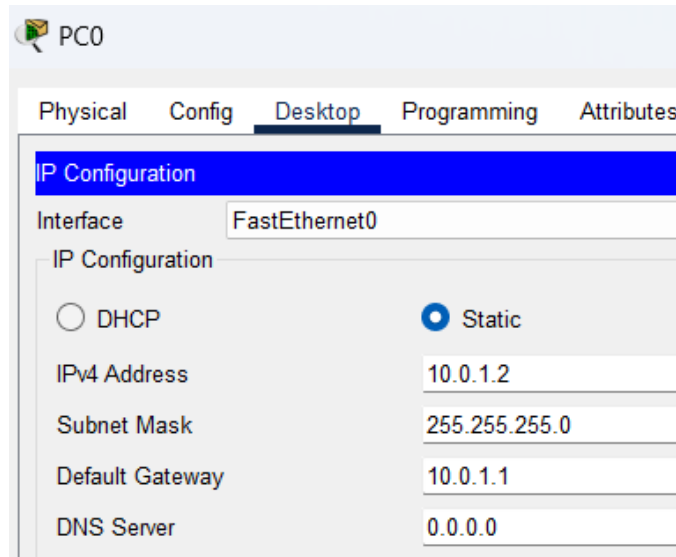 PC0
Physical Config Desktop Programming Attributes
IP Configuration
Interface FastEthernet0
IP Configuration
DHCP Static
IPv4 Address 10.0.1.2
Subnet Mask 255.255.255.0
Default Gateway 10.0.1.1
DNS Server 0.0.0.0